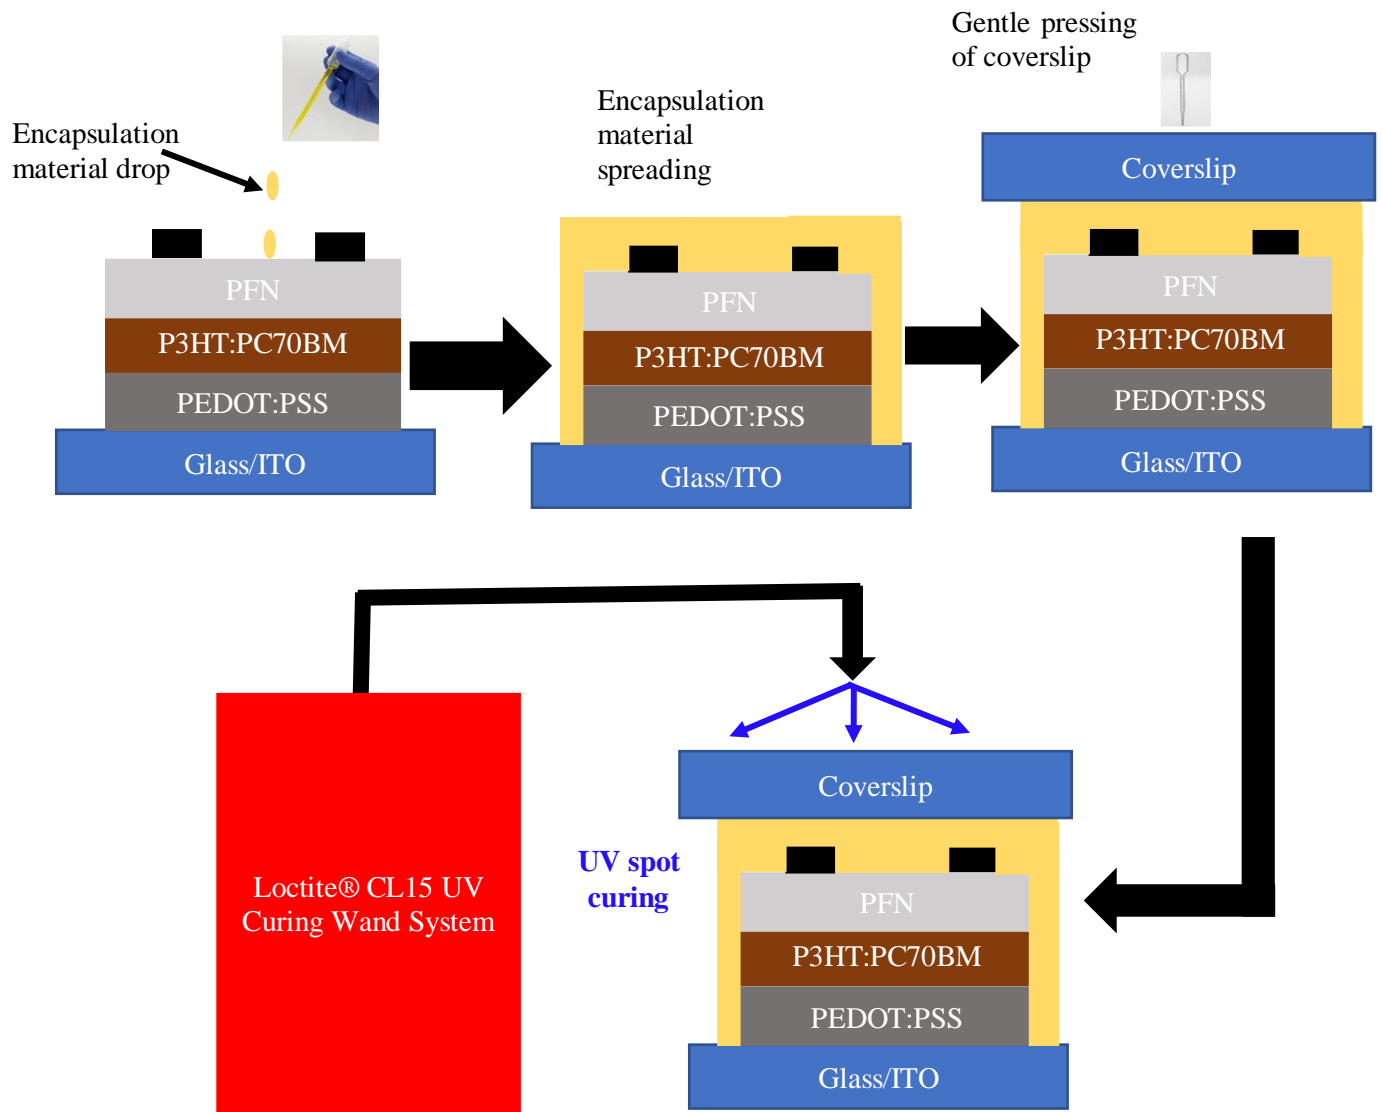 Encapsulation
material drop
PFN
P3HT:PC70BM
PEDOT:PSS
Glass/ITO
Encapsulation
material
spreading
PFN
P3HT:PC70BM
PEDOT:PSS
Glass/ITO
Gentle pressing
of coverslip
Coverslip
PFN
P3HT:PC70BM
PEDOT:PSS
Glass/ITO
Loctite® CL15 UV
Curing Wand System
UV spot
curing
Coverslip
PFN
P3HT:PC70BM
PEDOT:PSS
Glass/ITO